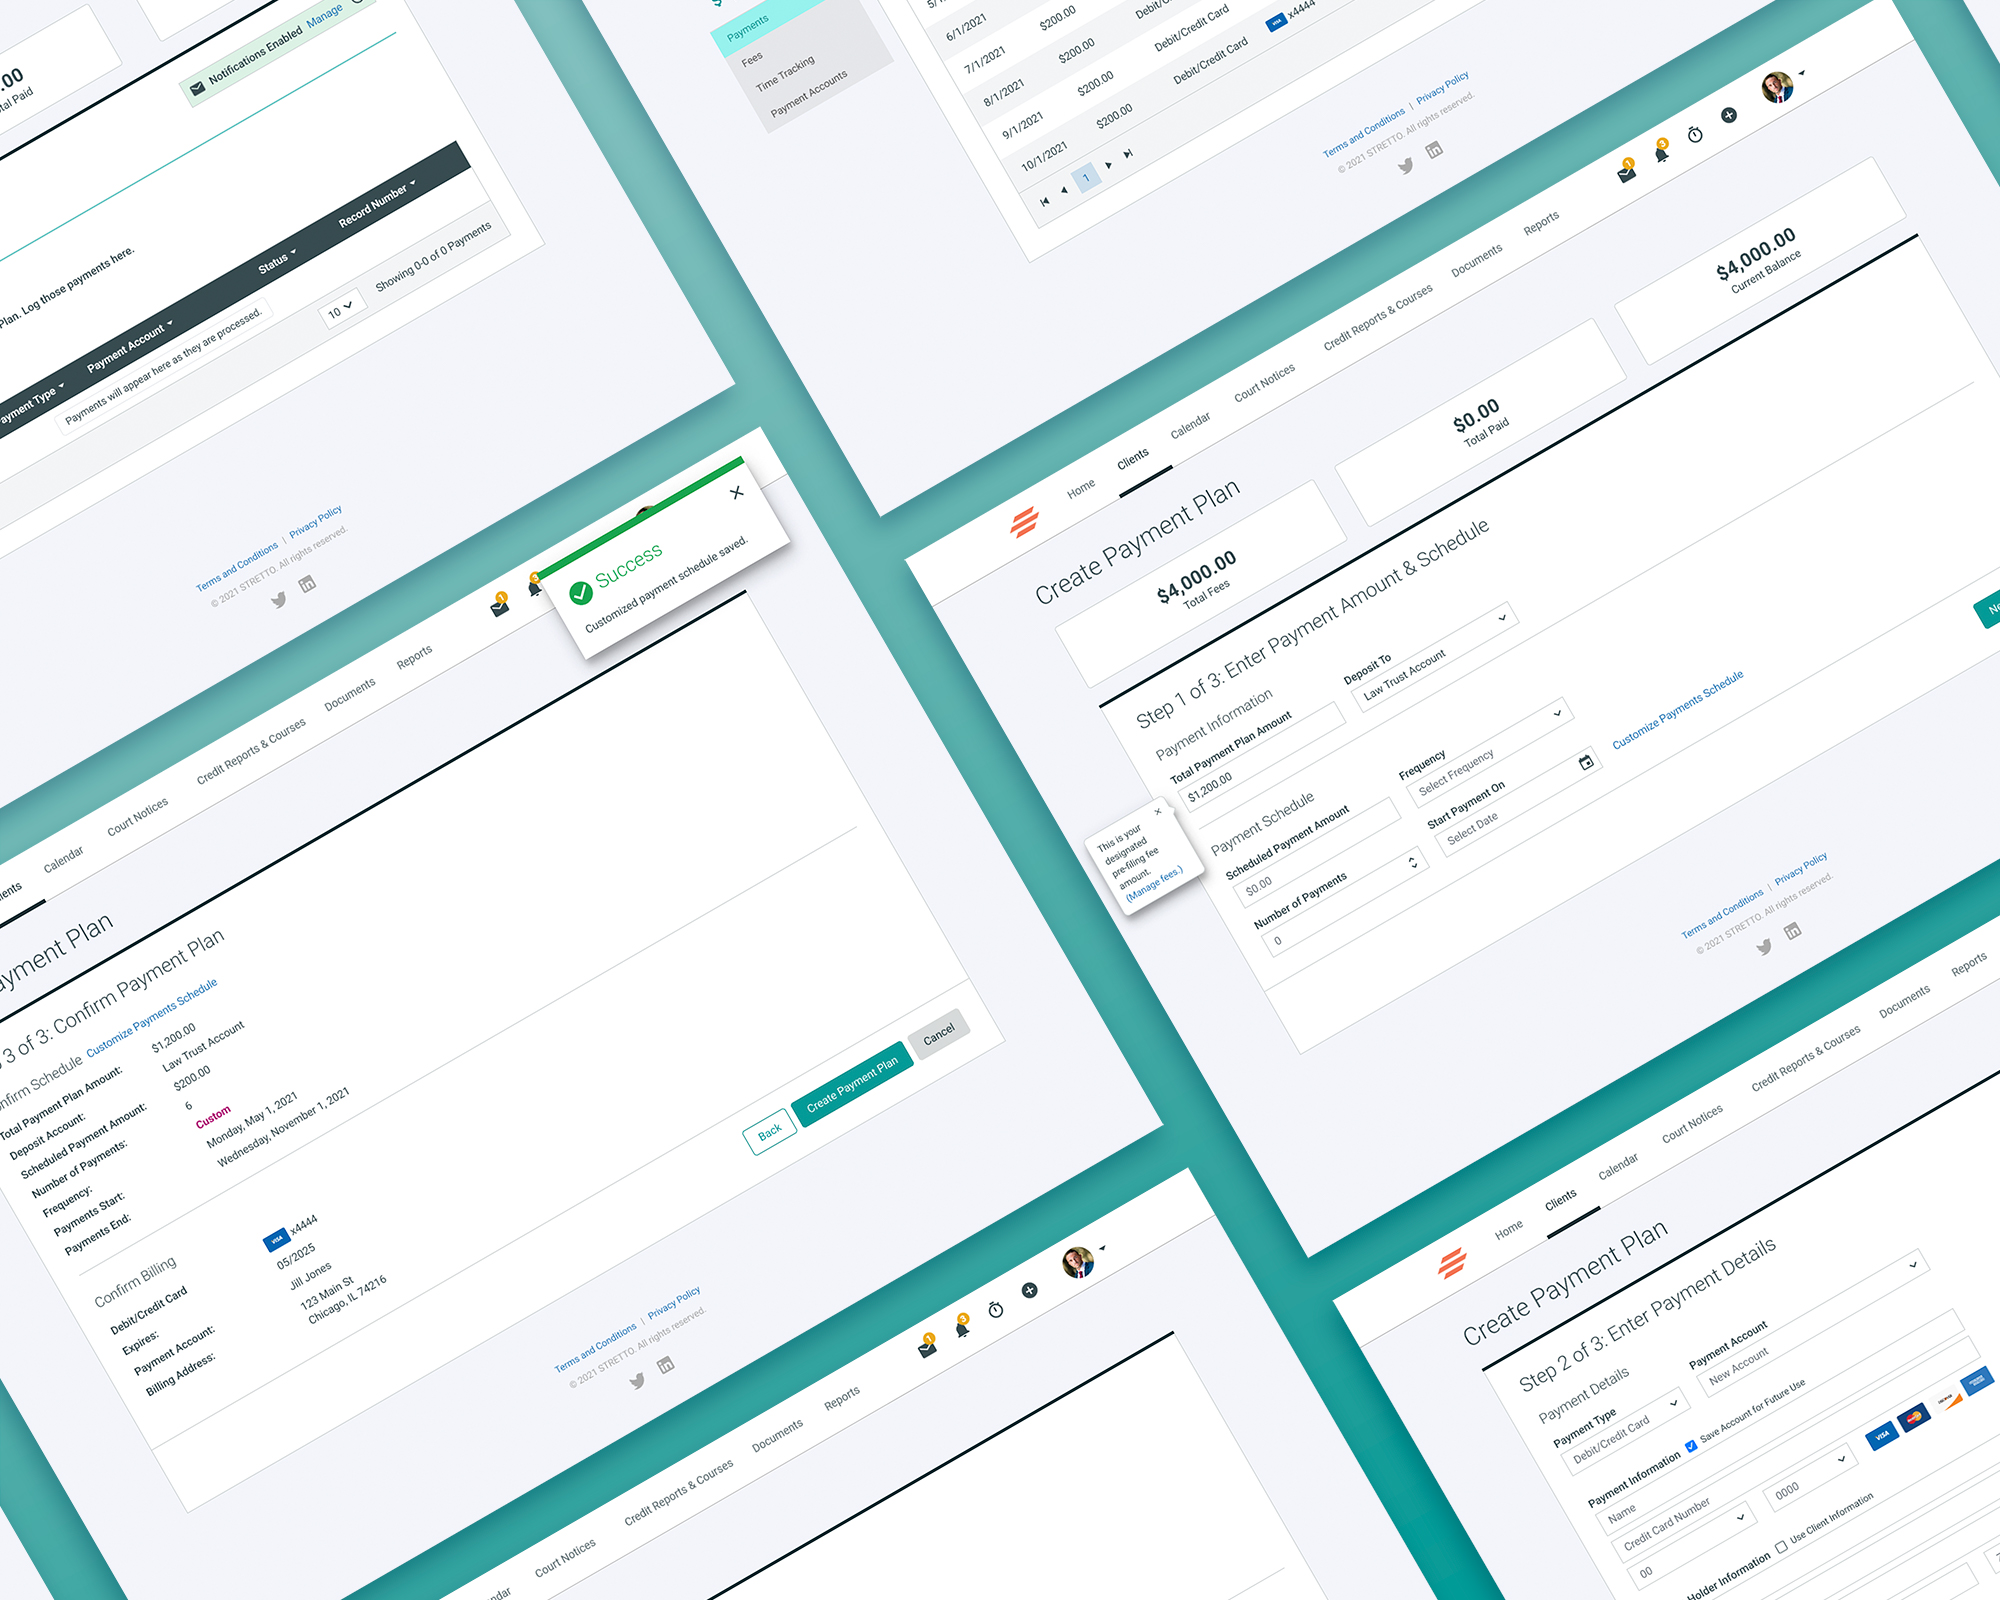 .00
tal Paid
Notifications Enabled Manage
Plan. Log those payments here.
ayment Type
Payment Account
Status
Record Number
Payments will appear here as they are processed.
10
Showing 0-0 of 0 Payments
Terms and Conditions | Privacy Policy
© 2021 STRETTO. All rights reserved.
Payments
Fees
Time Tracking
Payment Accounts
6/1/2021 $200.00 Debit/Credit Card
7/1/2021 $200.00 Debit/Credit Card
8/1/2021 $200.00 Debit/Credit Card VISA x4444
9/1/2021 $200.00
10/1/2021 $200.00
1
Terms and Conditions | Privacy Policy
© 2021 STRETTO. All rights reserved.
Home
Clients
Calendar
Court Notices
Credit Reports & Courses
Documents
Reports
1
3
Create Payment Plan
$4,000.00
Total Fees
$0.00
Total Paid
$4,000.00
Current Balance
Step 1 of 3: Enter Payment Amount & Schedule
Payment Information
Total Payment Plan Amount
$1,200.00
Deposit To
Law Trust Account
This is your
designated
pre-filing fee
amount.
(Manage fees.)
Payment Schedule
Scheduled Payment Amount
$0.00
Frequency
Select Frequency
Number of Payments
0
Start Payment On
Select Date
Customize Payments Schedule
Ne
Terms and Conditions | Privacy Policy
© 2021 STRETTO. All rights reserved.
ients
Calendar
Court Notices
Credit Reports & Courses
Documents
Reports
1
3
Success
Customized payment schedule saved.
ayment Plan
3 of 3: Confirm Payment Plan
nfirm Schedule Customize Payments Schedule
Total Payment Plan Amount: $1,200.00
Deposit Account: Law Trust Account
Scheduled Payment Amount: $200.00
Number of Payments: 6
Frequency: Custom
Payments Start: Monday, May 1, 2021
Payments End: Wednesday, November 1, 2021
Confirm Billing
Debit/Credit Card VISA x4444
Expires: 05/2025
Payment Account: Jill Jones
Billing Address: 123 Main St
Chicago, IL 74216
Back
Create Payment Plan
Cancel
Terms and Conditions | Privacy Policy
© 2021 STRETTO. All rights reserved.
ndar
Court Notices
Credit Reports & Courses
Documents
Reports
1
3
Home
Clients
Calendar
Court Notices
Credit Reports & Courses
Documents
Reports
Create Payment Plan
Step 2 of 3: Enter Payment Details
Payment Details
Payment Type
Debit/Credit Card
Payment Account
New Account
Payment Information
Save Account for Future Use
Name
Credit Card Number
VISA
00
0000
Holder Information
Use Client Information